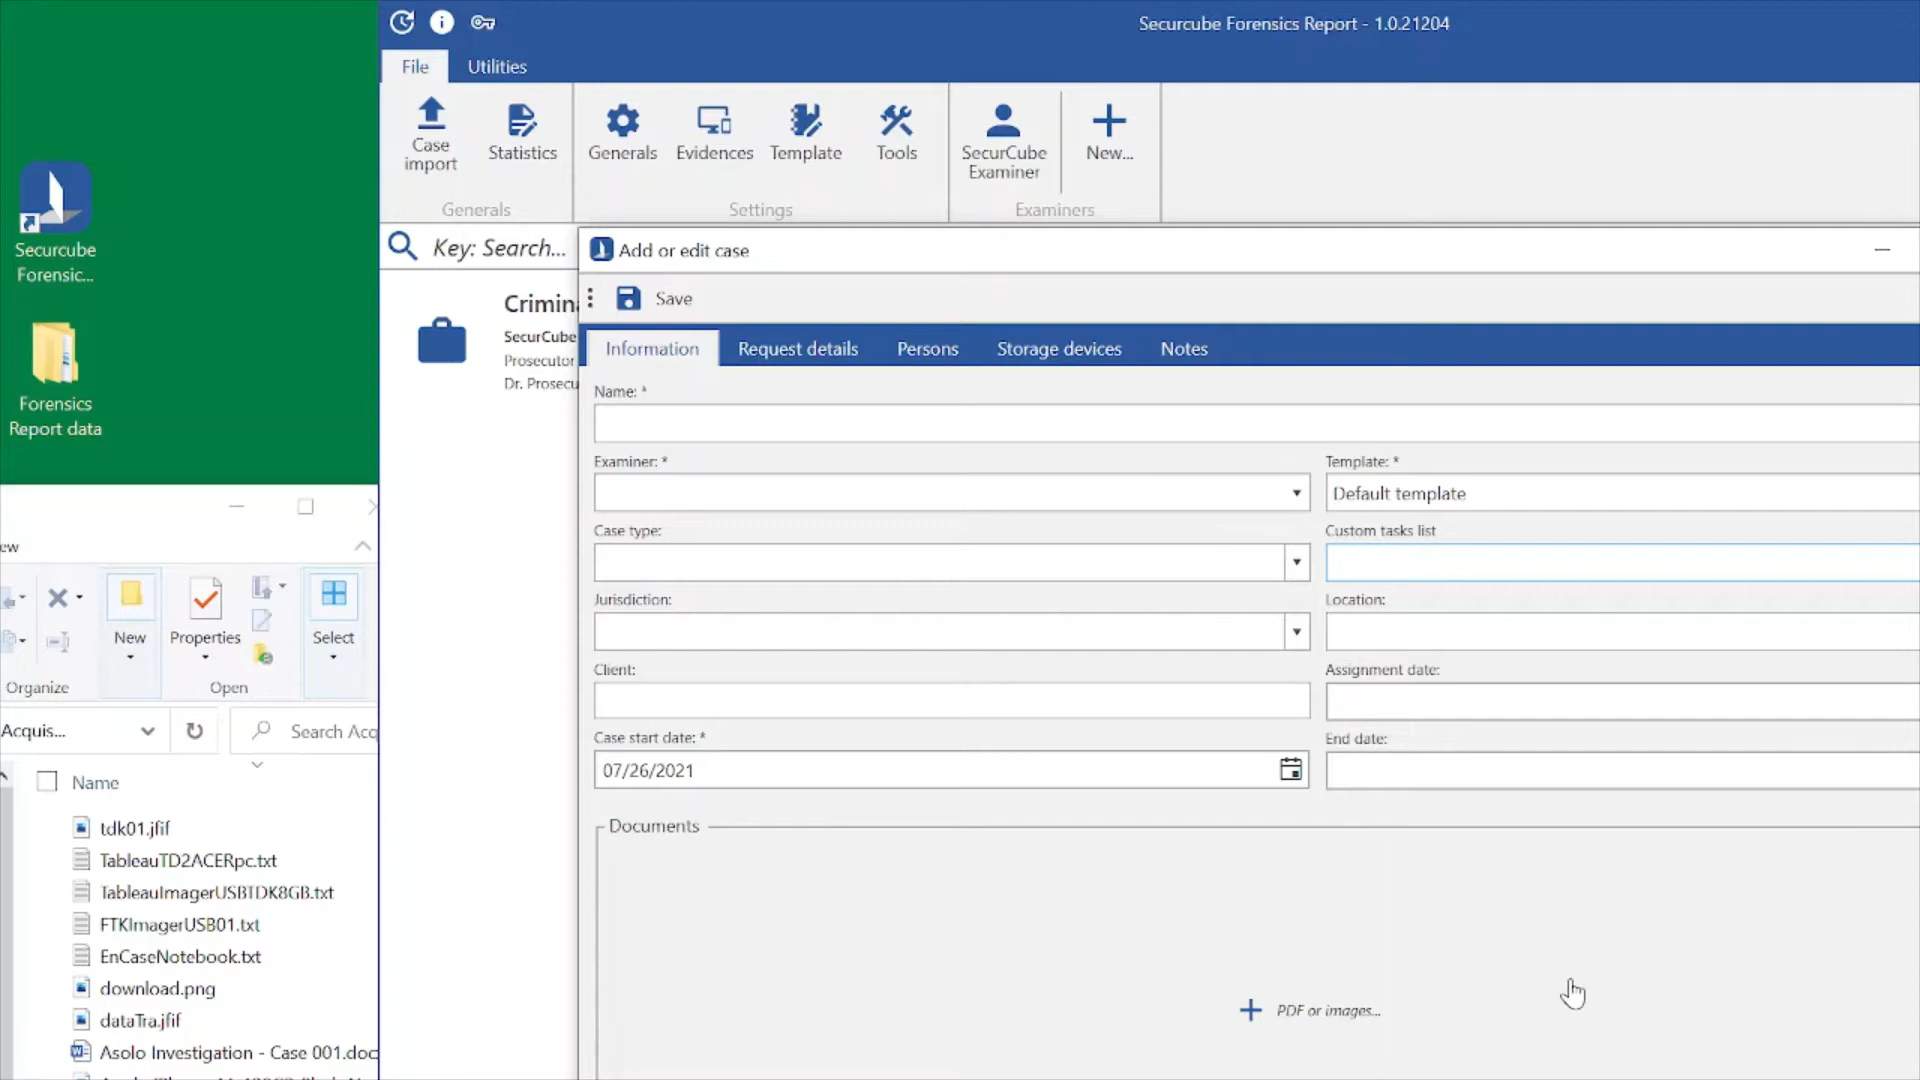 Securcube Forensics Report - 1.0.21204
File
Utilities
Case import
Statistics
Generals
Evidences
Template
Tools
SecurCube Examiner
New...
Generals
Settings
Examiners
Key: Search...
Add or edit case
Save
Crimina
SecurCube
Prosecutor
Dr. Prosecu
Information
Request details
Persons
Storage devices
Notes
Name: *
Examiner: *
Template: *
Default template
Case type:
Custom tasks list
Jurisdiction:
Location:
Client:
Assignment date:
Case start date: *
07/26/2021
End date:
Documents
PDF or images...
Securcube
Forensic...
Forensics
Report data
ew
New
Properties
Select
Organize
Open
Acquis...
Search Acq
Name
tdk01.jfif
TableauTD2ACERpc.txt
TableauImagerUSBTDK8GB.txt
FTKImagerUSB01.txt
EnCaseNotebook.txt
download.png
dataTra.jfif
Asolo Investigation - Case 001.doc